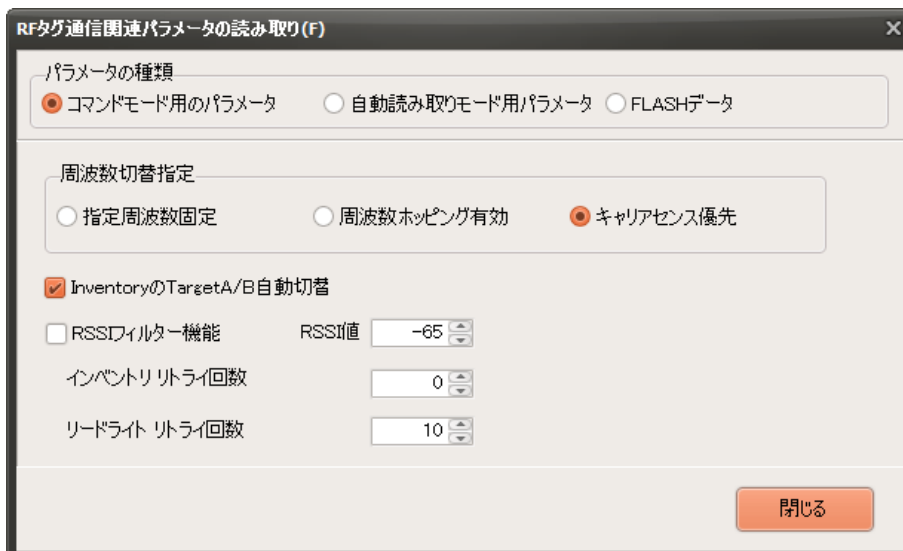 RFタグ通信関連パラメータの読み取り(F)
パラメータの種類
コマンドモード用のパラメータ 自動読み取りモード用パラメータ FLASHデータ
周波数切替指定
指定周波数固定 周波数ホッピング有効 キャリアセンス優先
InventoryのTargetA/B自動切替
RSSIフィルター機能 RSSI値 -65
インベントリ リトライ回数 0
リードライト リトライ回数 10
閉じる